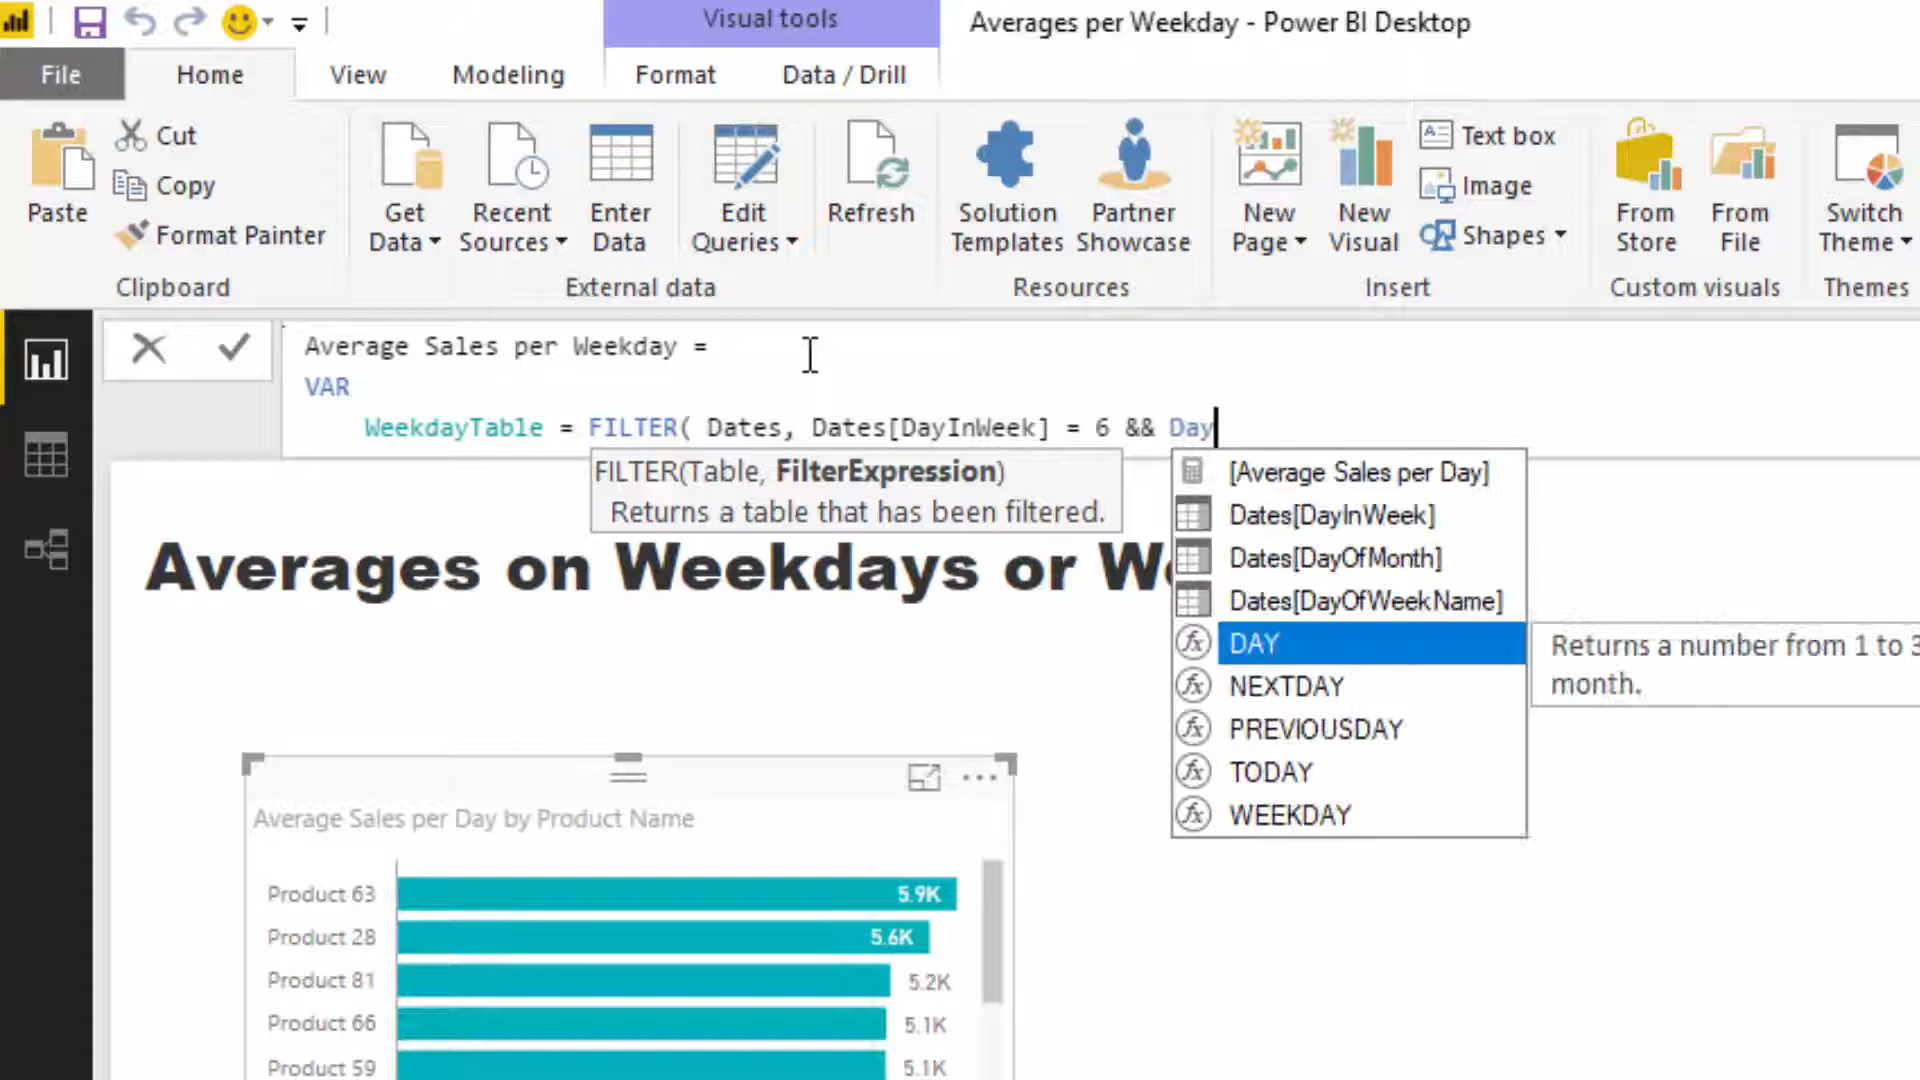 Visual tools
Averages per Weekday - Power BI Desktop
File
Home
View
Modeling
Format
Data / Drill
Paste
Cut
Copy
Format Painter
Clipboard
Get Data
Recent Sources
Enter Data
Edit Queries
Refresh
External data
Solution Templates
Partner Showcase
Resources
New Page
New Visual
Text box
Image
Shapes
Insert
From Store
From File
Custom visuals
Switch Theme
Themes
Average Sales per Weekday =
VAR
WeekdayTable = FILTER( Dates, Dates[DayInWeek] = 6 && Day
FILTER(Table, FilterExpression)
Returns a table that has been filtered.
[Average Sales per Day]
Dates[DayInWeek]
Dates[DayOfMonth]
Dates[DayOfWeekName]
DAY
NEXTDAY
PREVIOUSDAY
TODAY
WEEKDAY
Returns a number from 1 to 3
month.
Averages on Weekdays or W
Average Sales per Day by Product Name
Product 63 5.9K
Product 28 5.6K
Product 81 5.2K
Product 66 5.1K
Product 59 5.1K